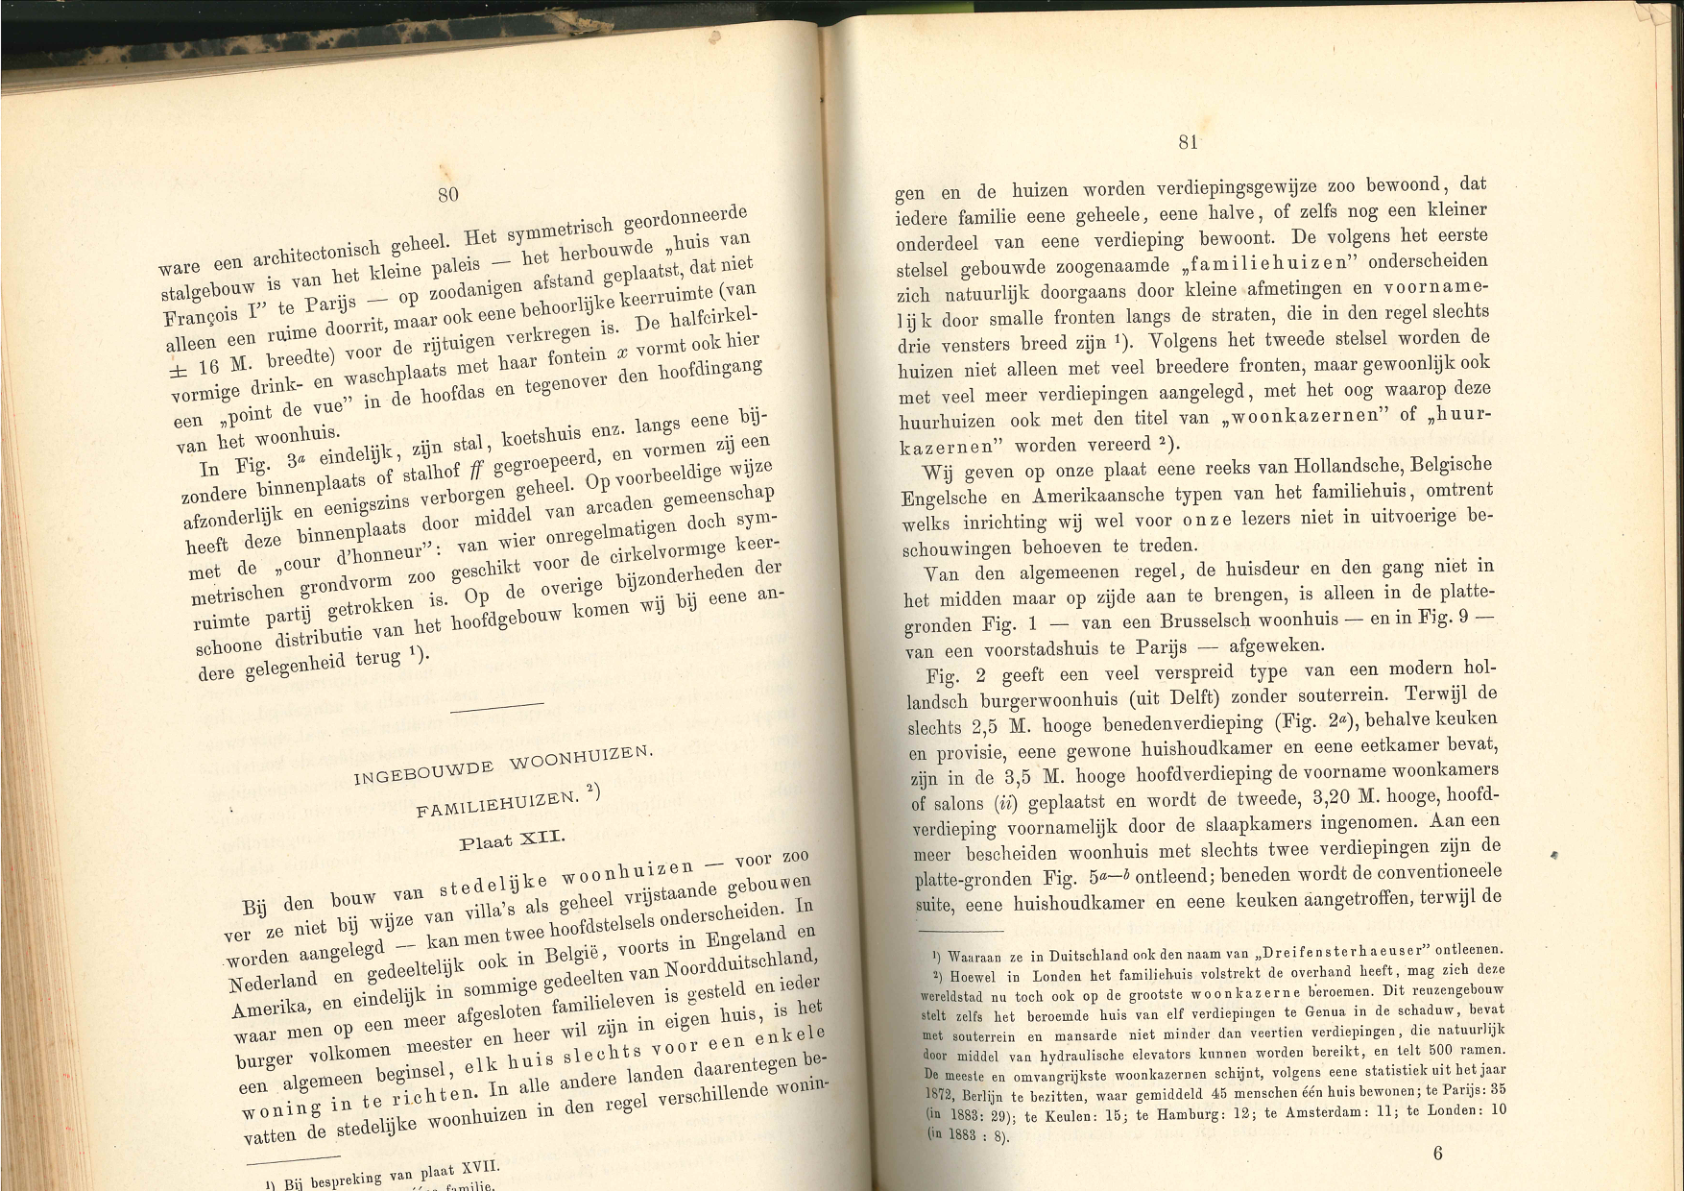 80
ware een architectonisch geheel. Het symmetrisch geordonneerde
stalgebouw is van het kleine paleis — het herbouwde „huis van
François I” te Parijs — op zoodanigen afstand geplaatst, dat niet
alleen een ruime doorrit, maar ook eene behoorlijke keerruimte (van
± 16 M. breedte) voor de rijtuigen verkregen is. De halfcirkel-
vormige drink- en waschplaats met haar fontein x vormt ook hier
een „point de vue” in de hoofdas en tegenover den hoofdingang
van het woonhuis.
In Fig. 3a eindelijk, zijn stal, koetshuis enz. langs eene bij-
zondere binnenplaats of stalhof ff gegroepeerd, en vormen zij een
afzonderlijk en eenigszins verborgen geheel. Op voorbeeldige wijze
heeft deze binnenplaats door middel van arcaden gemeenschap
met de „cour d'honneur”: van wier onregelmatigen doch sym-
metrischen grondvorm zoo geschikt voor de cirkelvormige keer-
ruimte partij getrokken is. Op de overige bijzonderheden der
schoone distributie van het hoofdgebouw komen wij bij eene an-
dere gelegenheid terug 1).
INGEBOUWDE WOONHUIZEN.
FAMILIEHUIZEN. 2)
Plaat XII.
Bij den bouw van stedelijke woonhuizen — voor zoo
ver ze niet bij wijze van villa's als geheel vrijstaande gebouwen
worden aangelegd — kan men twee hoofdstelsels onderscheiden. In
Nederland en gedeeltelijk ook in België, voorts in Engeland en
Amerika, en eindelijk in sommige gedeelten van Noordduitschland,
waar men op een meer afgesloten familieleven is gesteld en ieder
burger volkomen meester en heer wil zijn in eigen huis, is het
een algemeen beginsel, elk huis slechts voor een enkele
woning in te richten. In alle andere landen daarentegen be-
vatten de stedelijke woonhuizen in den regel verschillende wonin-
1) Bij bespreking van plaat XVII.
familie.
81
gen en de huizen worden verdiepingsgewijze zoo bewoond, dat
iedere familie eene geheele, eene halve, of zelfs nog een kleiner
onderdeel van eene verdieping bewoont. De volgens het eerste
stelsel gebouwde zoogenaamde „familiehuizen” onderscheiden
zich natuurlijk doorgaans door kleine afmetingen en voorname-
lijk door smalle fronten langs de straten, die in den regel slechts
drie vensters breed zijn 1). Volgens het tweede stelsel worden de
huizen niet alleen met veel breedere fronten, maar gewoonlijk ook
met veel meer verdiepingen aangelegd, met het oog waarop deze
huurhuizen ook met den titel van „woonkazernen” of „huur-
kazernen” worden vereerd 2).
Wij geven op onze plaat eene reeks van Hollandsche, Belgische
Engelsche en Amerikaansche typen van het familiehuis, omtrent
welks inrichting wij wel voor onze lezers niet in uitvoerige be-
schouwingen behoeven te treden.
Van den algemeenen regel, de huisdeur en den gang niet in
het midden maar op zijde aan te brengen, is alleen in de platte-
gronden Fig. 1 — van een Brusselsch woonhuis — en in Fig. 9 —
van een voorstadshuis te Parijs — afgeweken.
Fig. 2 geeft een veel verspreid type van een modern hol-
landsch burgerwoonhuis (uit Delft) zonder souterrein. Terwijl de
slechts 2,5 M. hooge benedenverdieping (Fig. 2a), behalve keuken
en provisie, eene gewone huishoudkamer en eene eetkamer bevat,
zijn in de 3,5 M. hooge hoofdverdieping de voorname woonkamers
of salons (ii) geplaatst en wordt de tweede, 3,20 M. hooge, hoofd-
verdieping voornamelijk door de slaapkamers ingenomen. Aan een
meer bescheiden woonhuis met slechts twee verdiepingen zijn de
platte-gronden Fig. 5a—b ontleend; beneden wordt de conventioneele
suite, eene huishoudkamer en eene keuken aangetroffen, terwijl de
1) Waaraan ze in Duitschland ook den naam van „Dreifensterhaeuser” ontleenen.
2) Hoewel in Londen het familiehuis volstrekt de overhand heeft, mag zich deze
wereldstad nu toch ook op de grootste woonkazerne beroemen. Dit reuzengebouw
stelt zelfs het beroemde huis van elf verdiepingen te Genua in de schaduw, bevat
met souterrein en mansarde niet minder dan veertien verdiepingen, die natuurlijk
door middel van hydraulische elevators kunnen worden bereikt, en telt 500 ramen.
De meeste en omvangrijkste woonkazernen schijnt, volgens eene statistiek uit het jaar
1872, Berlijn te bezitten, waar gemiddeld 45 menschen één huis bewonen; te Parijs: 35
(in 1883: 29); te Keulen: 15; te Hamburg: 12; te Amsterdam: 11; te Londen: 10
(in 1883 : 8).
6